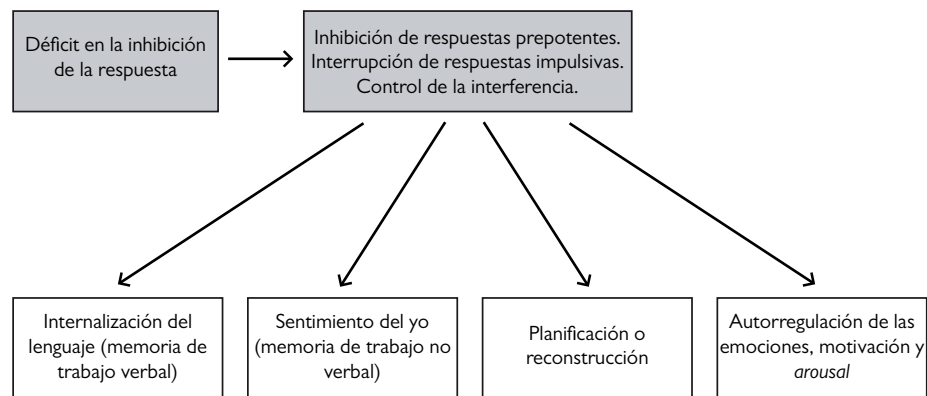 Déficit en la inhibición
de la respuesta
Inhibición de respuestas prepotentes.
Interrupción de respuestas impulsivas.
Control de la interferencia.
Internalización del
lenguaje (memoria de
trabajo verbal)
Sentimiento del yo
(memoria de trabajo no
verbal)
Planificación o
reconstrucción
Autorregulación de las
emociones, motivación y
arousal